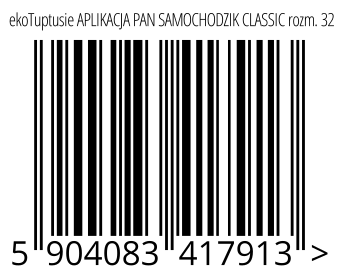 ekoTuptusie APLIKACJA PAN SAMOCHODZIK CLASSIC rozm. 32
5 904083 417913 >